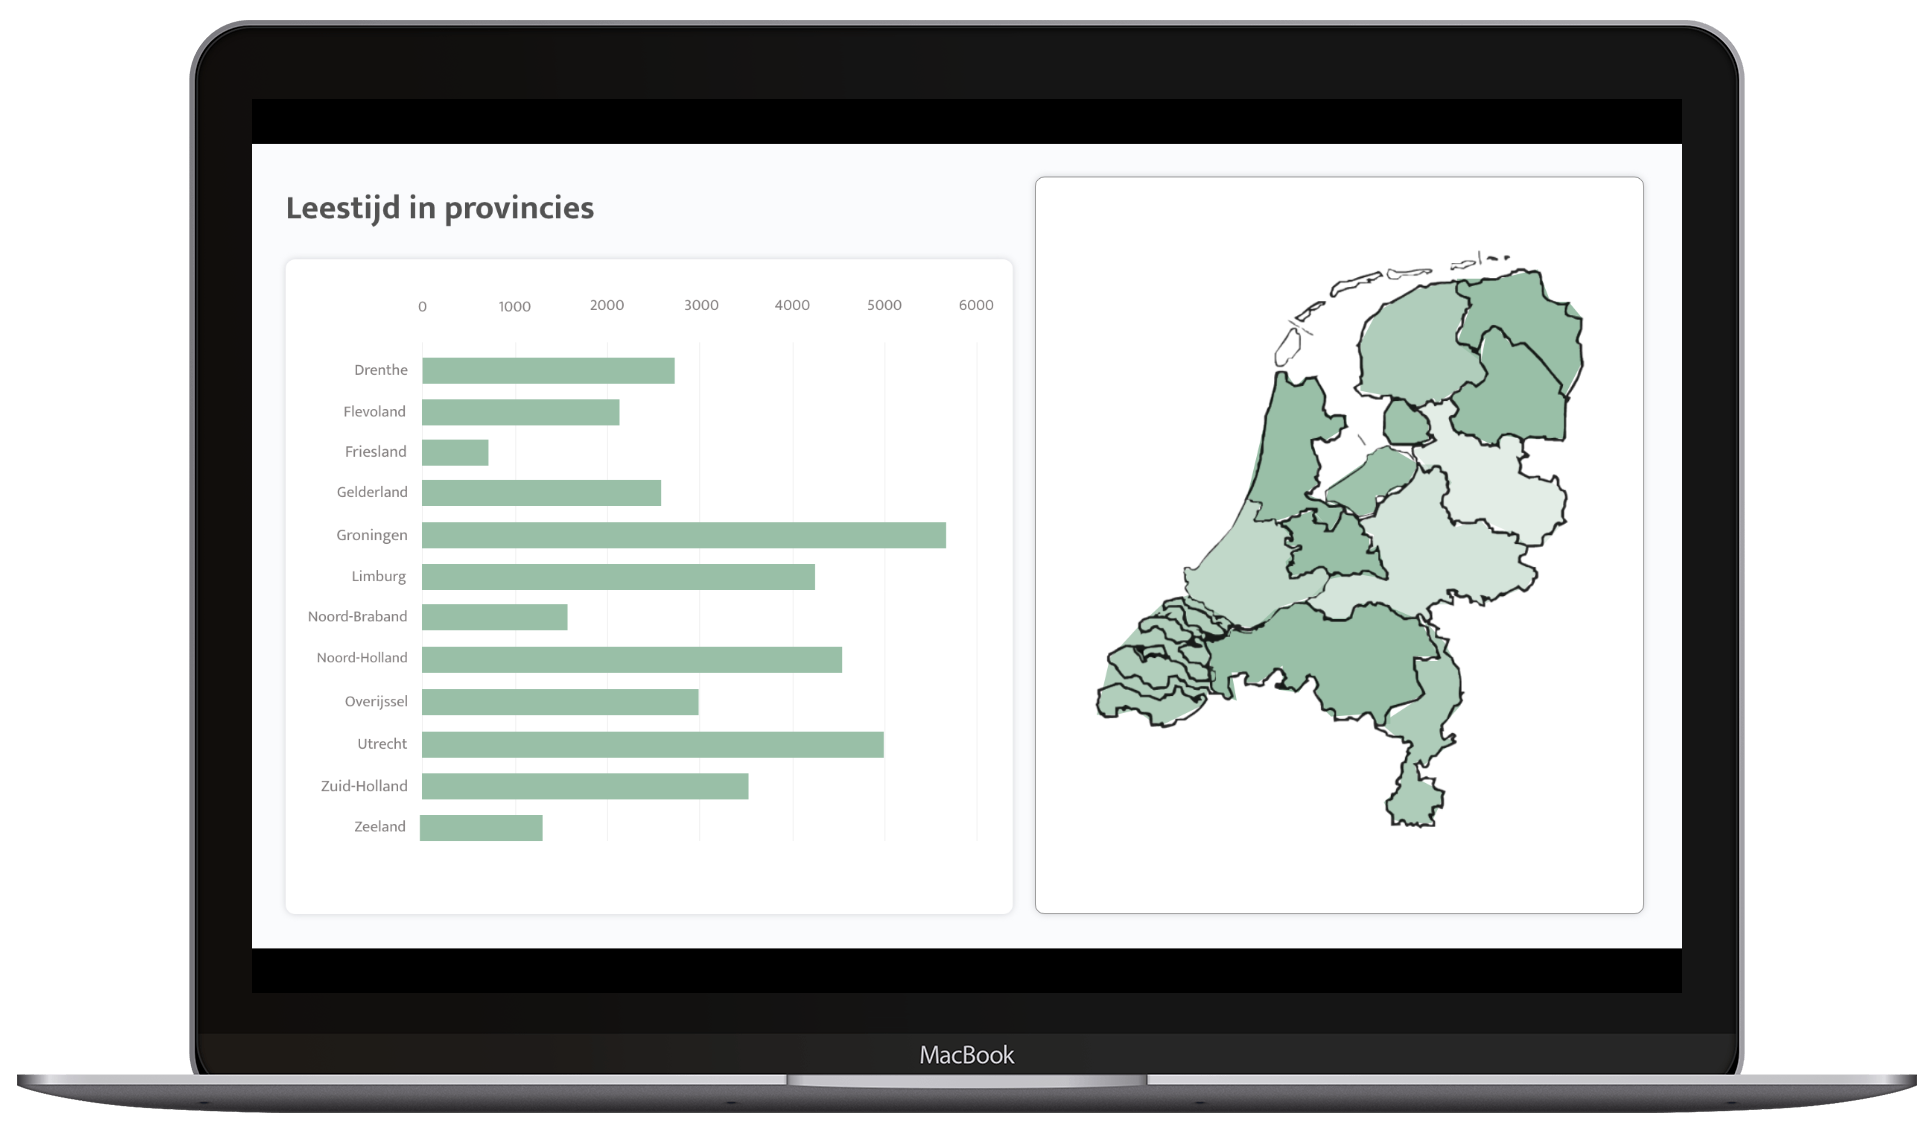 Leestijd in provincies
0 1000 2000 3000 4000 5000 6000
Drenthe
Flevoland
Friesland
Gelderland
Groningen
Limburg
Noord-Braband
Noord-Holland
Overijssel
Utrecht
Zuid-Holland
Zeeland
MacBook